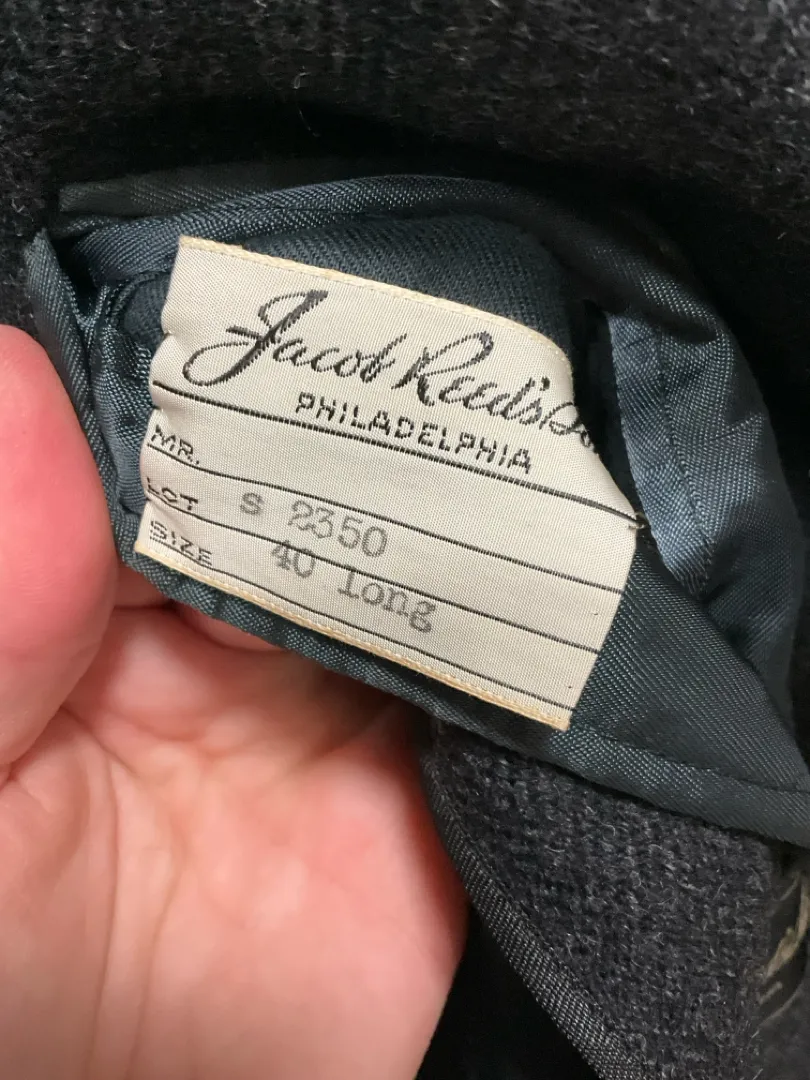 Jacob Reed's
PHILADELPHIA
MR.
LOT S 2350
SIZE 40 long